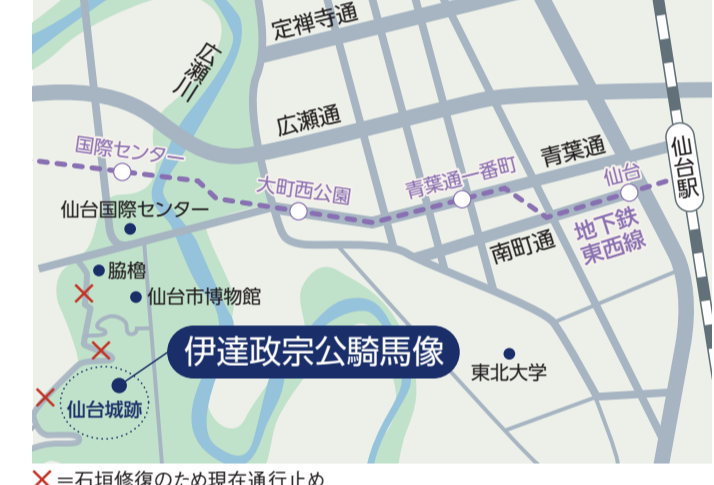 定禅寺通
広瀬川
広瀬通
国際センター
大町西公園
青葉通一番町
青葉通
仙台
仙台駅
地下鉄
東西線
南町通
仙台国際センター
脇櫓
仙台市博物館
伊達政宗公騎馬像
東北大学
仙台城跡
×=石垣修復のため現在通行止め